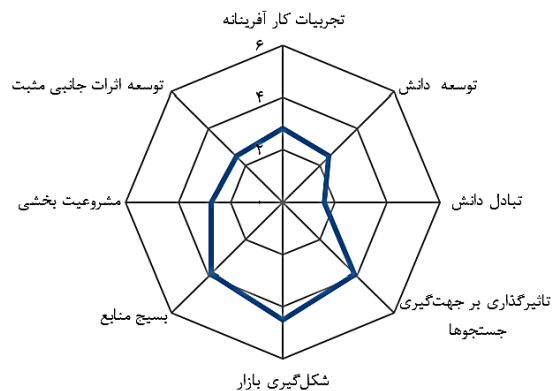 تجربیات کار آفرینانه
۶
توسعه دانش
توسعه اثرات جانبی مثبت
۴
۲
تبادل دانش
۰
مشروعیت بخشی
تاثیرگذاری بر جهت‌گیری
جستجوها
بسیج منابع
شکل‌گیری بازار